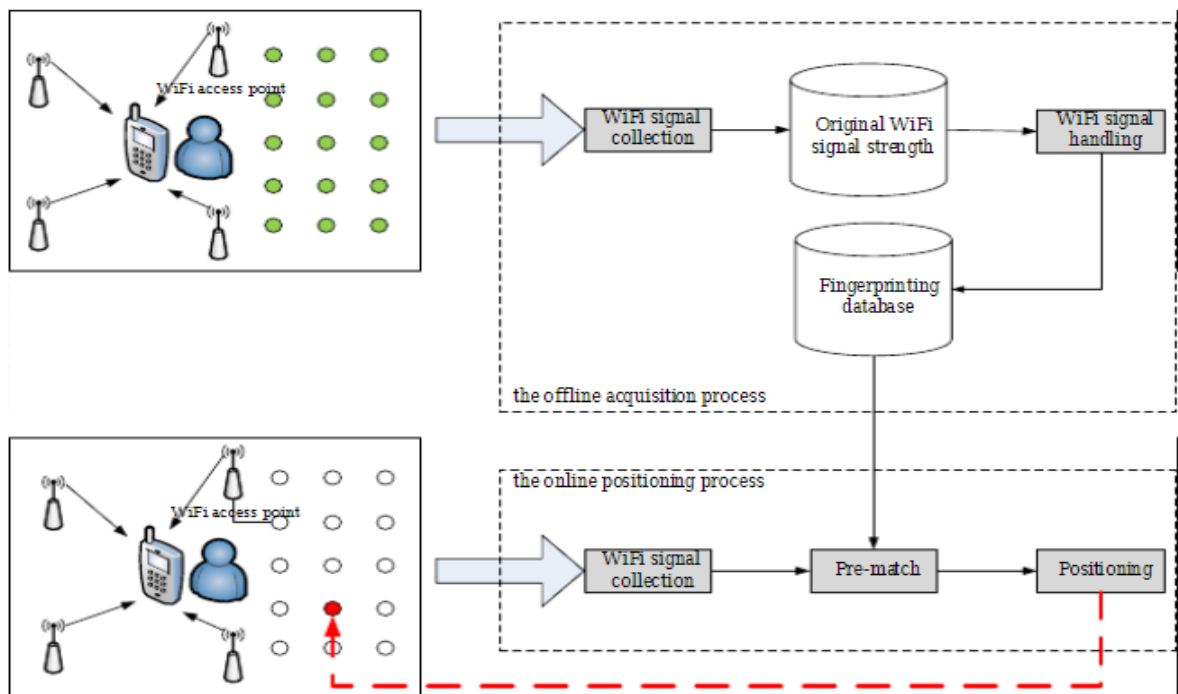 WiFi access point
WiFi signal
collection
Original WiFi
signal strength
WiFi signal
handling
Fingerprinting
database
the offline acquisition process
the online positioning process
WiFi access point
WiFi signal
collection
Pre-match
Positioning